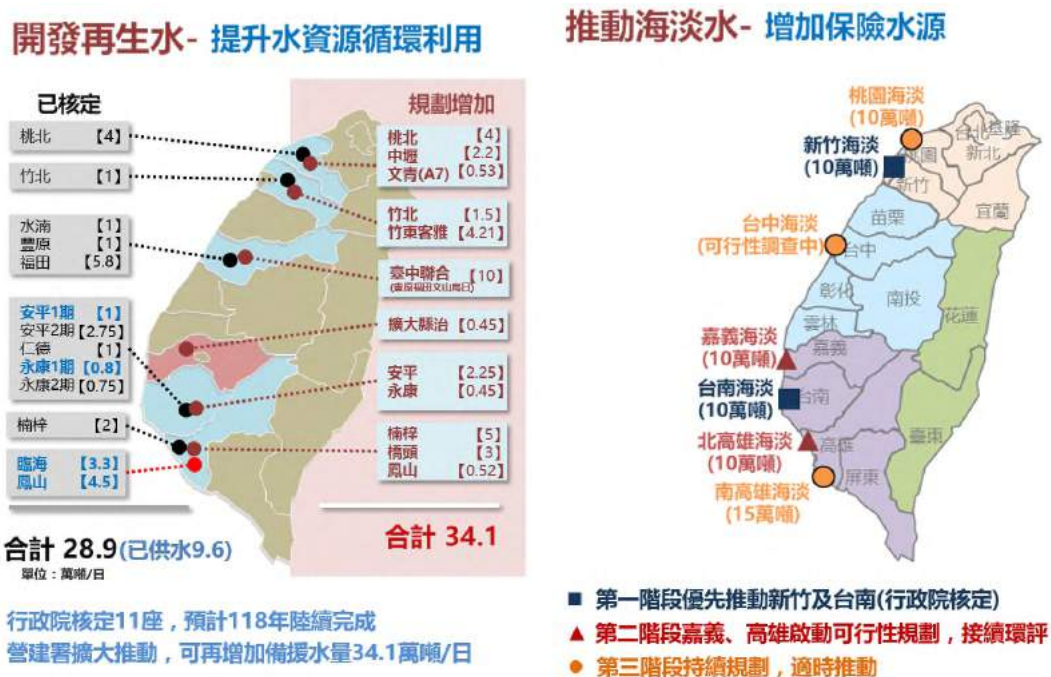 開發再生水- 提升水資源循環利用
已核定
桃北 【4】
竹北 【1】
水湳 【1】
豐原 【1】
福田 【5.8】
安平1期 【1】
安平2期【2.75】
仁德 【1】
永康1期【0.8】
永康2期【0.75】
楠梓 【2】
臨海 【3.3】
鳳山 【4.5】
合計 28.9(已供水9.6)
單位：萬噸/日
規劃增加
桃北 【4】
中壢 【2.2】
文青(A7)【0.53】
竹北 【1.5】
竹東客雅【4.21】
臺中聯合【10】
擴大縣治【0.45】
安平 【2.25】
永康 【0.45】
楠梓 【5】
橋頭 【3】
鳳山 【0.52】
合計 34.1
行政院核定11座，預計118年陸續完成
營建署擴大推動，可再增加備援水量34.1萬噸/日
推動海淡水- 增加保險水源
桃園海淡
(10萬噸)
新竹海淡
(10萬噸)
台中海淡
(可行性調查中)
嘉義海淡
(10萬噸)
台南海淡
(10萬噸)
北高雄海淡
(10萬噸)
南高雄海淡
(15萬噸)
台北
基隆
桃園
新北
新竹
宜蘭
苗栗
台中
彰化
南投
花蓮
雲林
嘉義
台南
高雄
臺東
屏東
■ 第一階段優先推動新竹及台南(行政院核定)
▲ 第二階段嘉義、高雄啟動可行性規劃，接續環評
● 第三階段持續規劃，適時推動